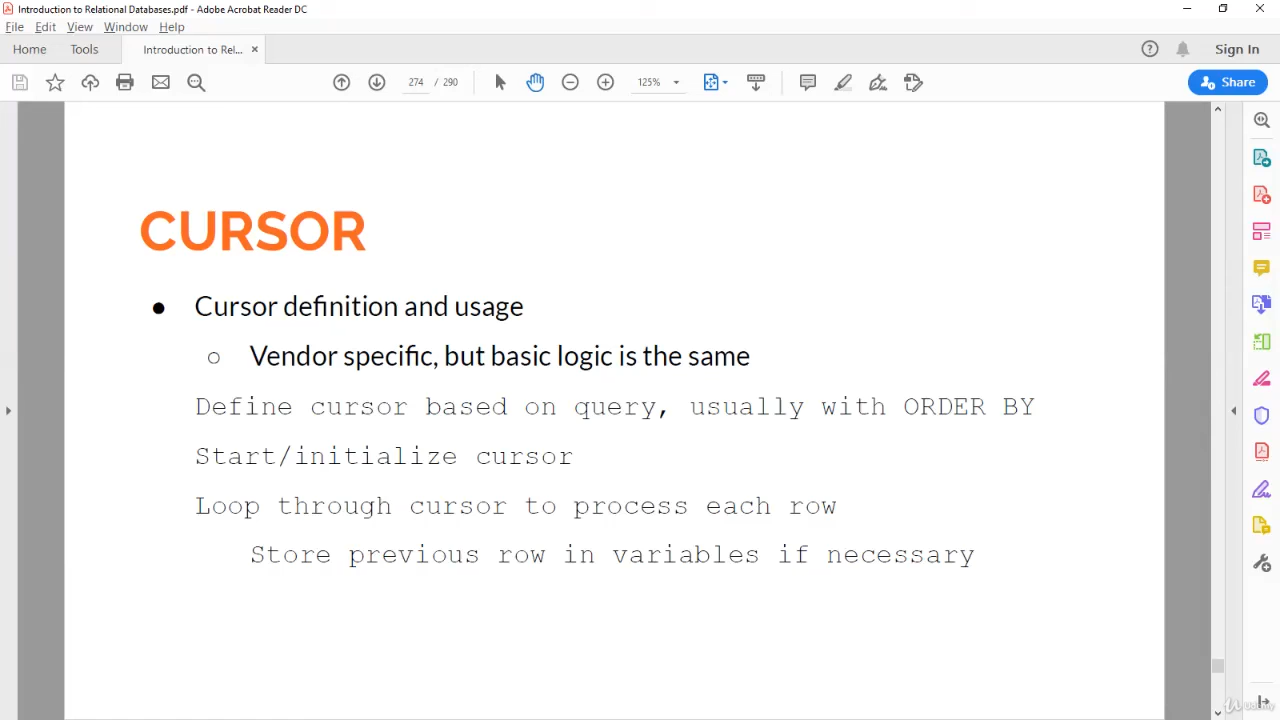 Introduction to Relational Databases.pdf - Adobe Acrobat Reader DC
File Edit View Window Help
Home Tools Introduction to Rel... Sign In
274 / 290 125% Share
CURSOR
● Cursor definition and usage
○ Vendor specific, but basic logic is the same
Define cursor based on query, usually with ORDER BY
Start/initialize cursor
Loop through cursor to process each row
Store previous row in variables if necessary
Udemy